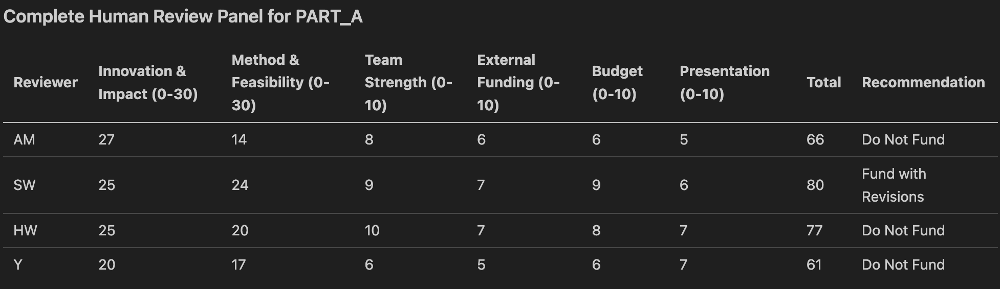 Complete Human Review Panel for PART_A
Reviewer Innovation & Impact (0-30) Method & Feasibility (0-30) Team Strength (0-10) External Funding (0-10) Budget (0-10) Presentation (0-10) Total Recommendation
AM 27 14 8 6 6 5 66 Do Not Fund
SW 25 24 9 7 9 6 80 Fund with Revisions
HW 25 20 10 7 8 7 77 Do Not Fund
Y 20 17 6 5 6 7 61 Do Not Fund